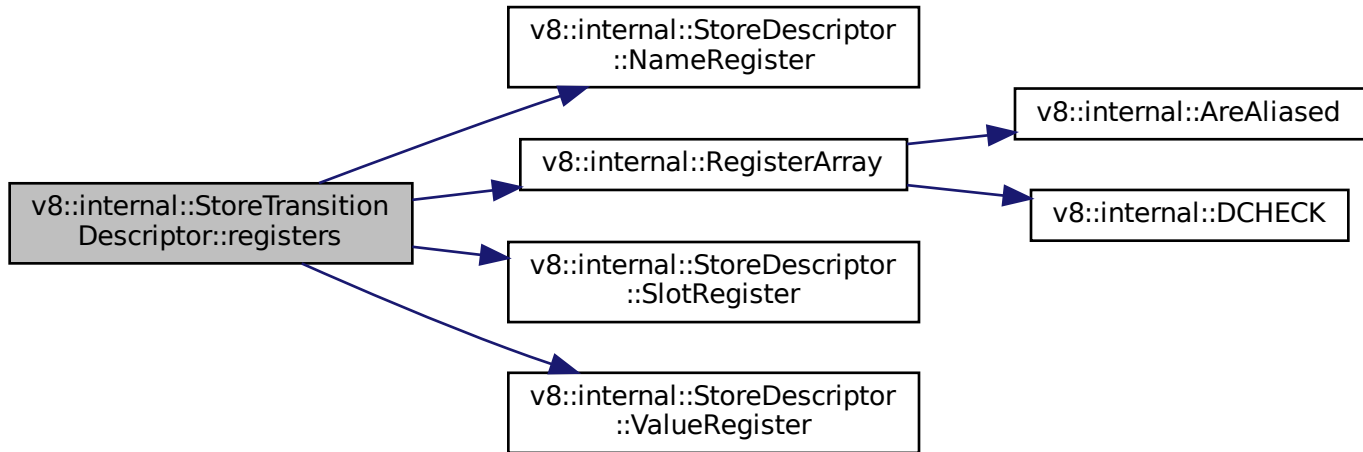 v8::internal::StoreTransition
Descriptor::registers
v8::internal::StoreDescriptor
::NameRegister
v8::internal::RegisterArray
v8::internal::StoreDescriptor
::SlotRegister
v8::internal::StoreDescriptor
::ValueRegister
v8::internal::AreAliased
v8::internal::DCHECK